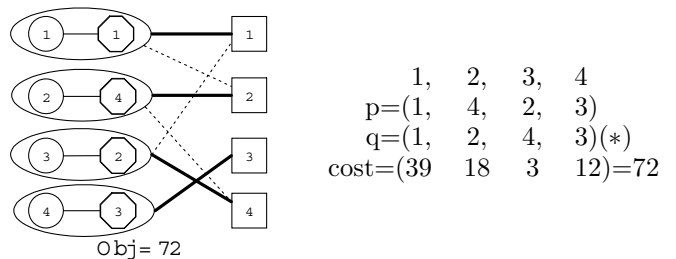 1 1 1
2 4 2
3 2 3
4 3 4
Obj= 72
1, 2, 3, 4
p=(1, 4, 2, 3)
q=(1, 2, 4, 3)(*)
cost=(39 18 3 12)=72